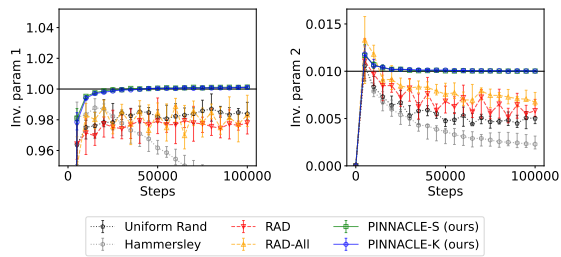 1.04
1.02
1.00
0.98
0.96
Inv. param 1
0 50000 100000
Steps
0.015
0.010
0.005
0.000
Inv. param 2
0 50000 100000
Steps
Uniform Rand RAD PINNACLE-S (ours)
Hammersley RAD-All PINNACLE-K (ours)